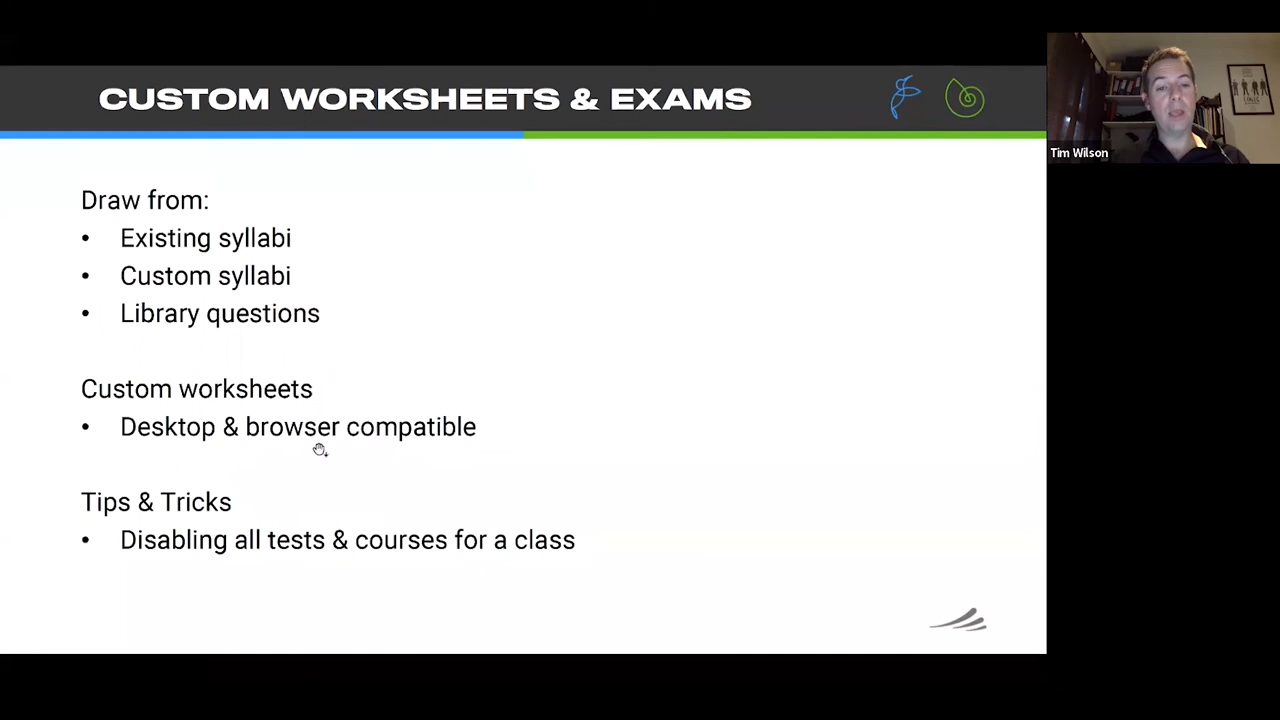 CUSTOM WORKSHEETS & EXAMS
Tim Wilson
Draw from:
• Existing syllabi
• Custom syllabi
• Library questions
Custom worksheets
• Desktop & browser compatible
Tips & Tricks
• Disabling all tests & courses for a class